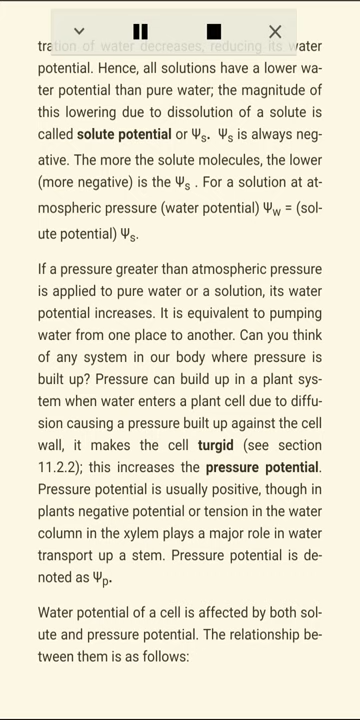 tration of water decreases, reducing its water
potential. Hence, all solutions have a lower wa-
ter potential than pure water; the magnitude of
this lowering due to dissolution of a solute is
called solute potential or Ψs. Ψs is always neg-
ative. The more the solute molecules, the lower
(more negative) is the Ψs . For a solution at at-
mospheric pressure (water potential) Ψw = (sol-
ute potential) Ψs.
If a pressure greater than atmospheric pressure
is applied to pure water or a solution, its water
potential increases. It is equivalent to pumping
water from one place to another. Can you think
of any system in our body where pressure is
built up? Pressure can build up in a plant sys-
tem when water enters a plant cell due to diffu-
sion causing a pressure built up against the cell
wall, it makes the cell turgid (see section
11.2.2); this increases the pressure potential.
Pressure potential is usually positive, though in
plants negative potential or tension in the water
column in the xylem plays a major role in water
transport up a stem. Pressure potential is de-
noted as Ψp.
Water potential of a cell is affected by both sol-
ute and pressure potential. The relationship be-
tween them is as follows: